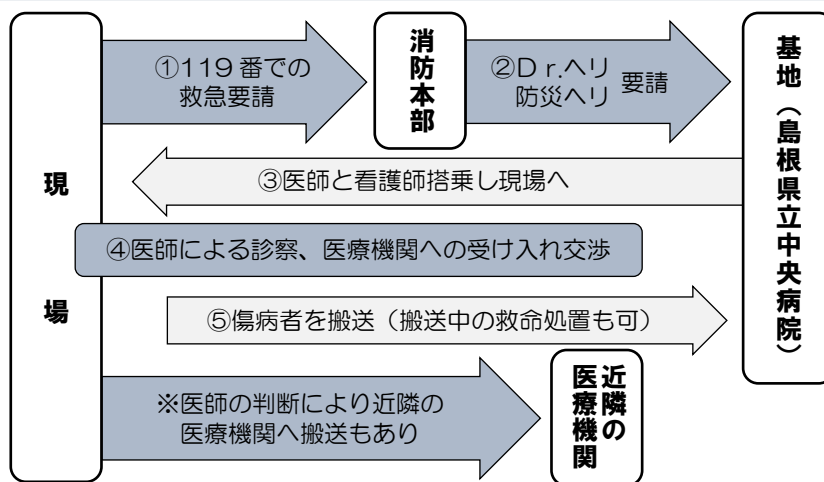 現場
①119番での
救急要請
消防本部
②Dr.ヘリ
防災ヘリ
要請
基地（島根県立中央病院）
③医師と看護師搭乗し現場へ
④医師による診察、医療機関への受け入れ交渉
⑤傷病者を搬送（搬送中の救命処置も可）
※医師の判断により近隣の
医療機関へ搬送もあり
近隣の
医療機関